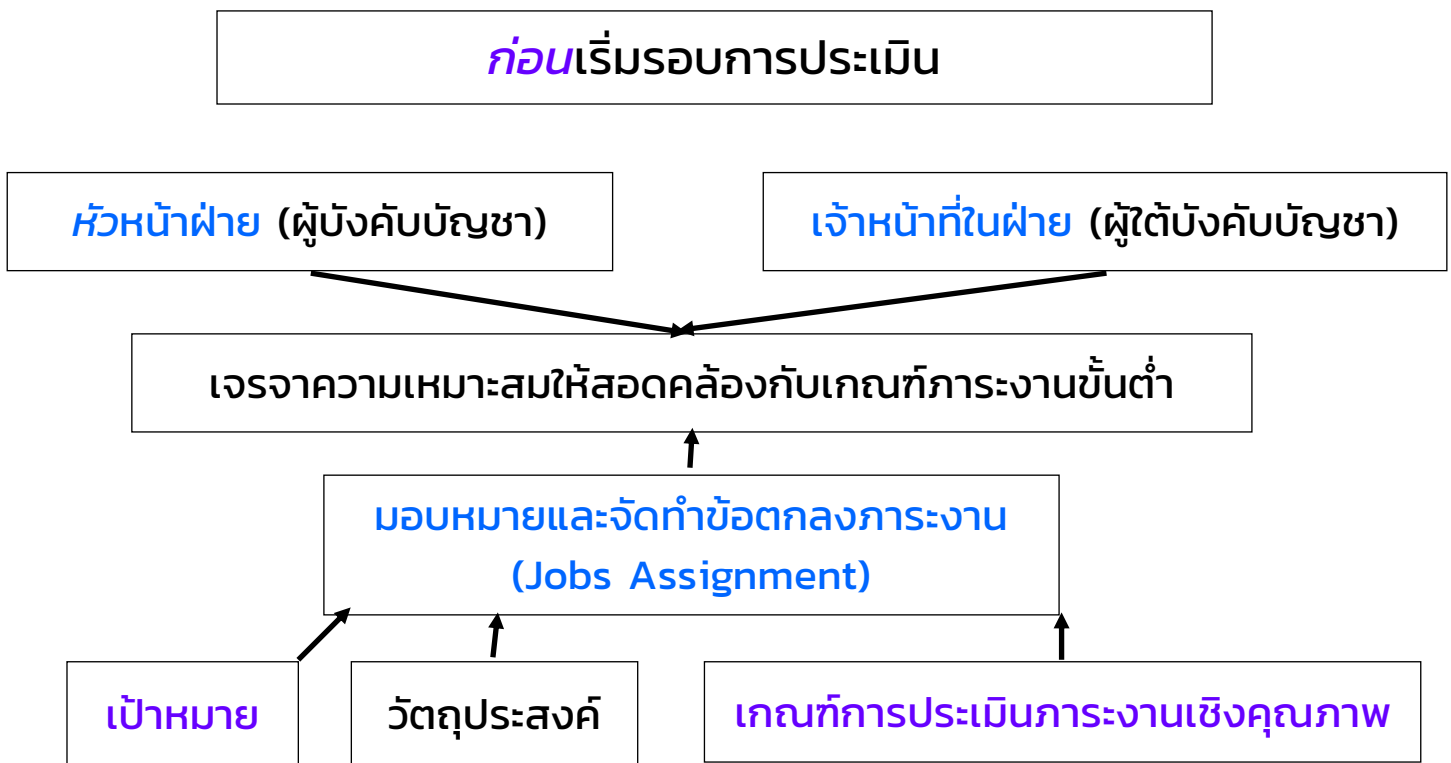 ก่อนเริ่มรอบการประเมิน
หัวหน้าฝ่าย (ผู้บังคับบัญชา)
เจ้าหน้าที่ในฝ่าย (ผู้ใต้บังคับบัญชา)
เจรจาความเหมาะสมให้สอดคล้องกับเกณฑ์ภาระงานขั้นต่ำ
มอบหมายและจัดทำข้อตกลงภาระงาน
(Jobs Assignment)
เป้าหมาย
วัตถุประสงค์
เกณฑ์การประเมินภาระงานเชิงคุณภาพ